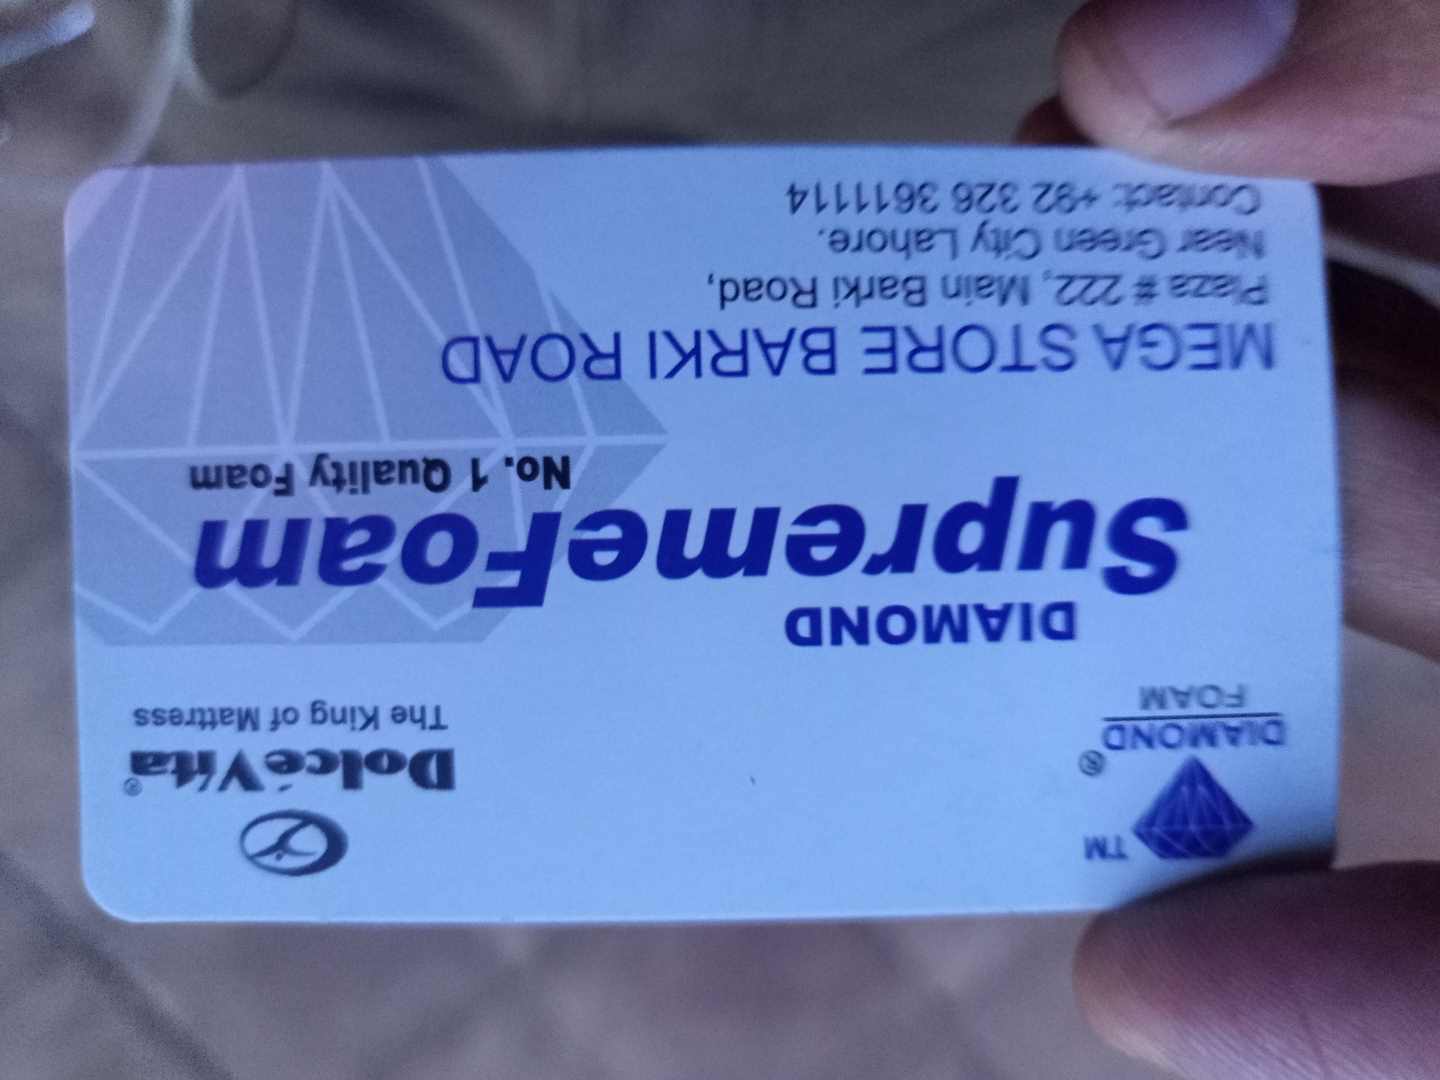 TM
DIAMOND®
FOAM
DolceVita®
The King of Mattress
DIAMOND
SupremeFoam
No. 1 Quality Foam
MEGA STORE BARKI ROAD
Plaza # 222, Main Barki Road,
Near Green City Lahore.
Contact: +92 326 3611114